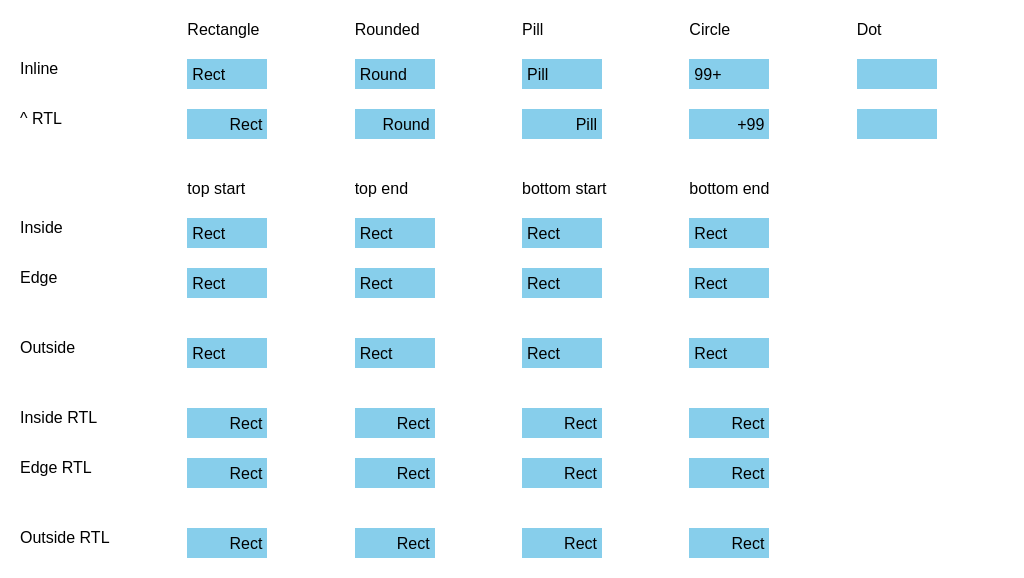 Rectangle Rounded Pill Circle Dot
Inline Rect Round Pill 99+
^ RTL Rect Round Pill +99
top start top end bottom start bottom end
Inside Rect Rect Rect Rect
Edge Rect Rect Rect Rect
Outside Rect Rect Rect Rect
Inside RTL Rect Rect Rect Rect
Edge RTL Rect Rect Rect Rect
Outside RTL Rect Rect Rect Rect